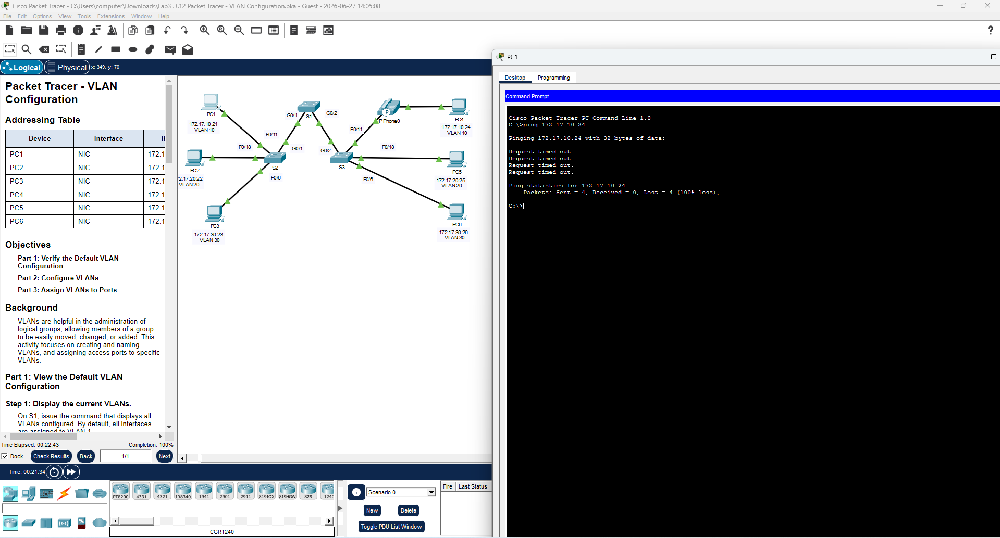 Cisco Packet Tracer - C:\Users\computer\Downloads\Lab3 .3.12 Packet Tracer - VLAN Configuration.pka - Guest - 2026-06-27 14:05:08
File Edit Options View Tools Extensions Window Help
?
Logical Physical x: 349, y: 70
Packet Tracer - VLAN
Configuration
Addressing Table
Device Interface
PC1 NIC 172.1
PC2 NIC 172.1
PC3 NIC 172.1
PC4 NIC 172.1
PC5 NIC 172.1
PC6 NIC 172.1
Objectives
Part 1: Verify the Default VLAN
Configuration
Part 2: Configure VLANs
Part 3: Assign VLANs to Ports
Background
VLANs are helpful in the administration of
logical groups, allowing members of a group
to be easily moved, changed, or added. This
activity focuses on creating and naming
VLANs, and assigning access ports to specific
VLANs.
Part 1: View the Default VLAN
Configuration
Step 1: Display the current VLANs.
On S1, issue the command that displays all
VLANs configured. By default, all interfaces
are assigned to VLAN 1.
Time Elapsed: 00:22:43 Completion: 100%
Dock Check Results Back 1/1 Next
PC1
172.17.10.21
VLAN 10
G0/1
S1
G0/2
IP
IP Phone0
PC4
172.17.10.24
VLAN 10
F0/11
F0/11
F0/18
G0/1
G0/2
F0/18
PC2
72.17.20.22
VLAN20
S2
F0/6
S3
F0/6
PC5
172.17.20.25
VLAN20
PC3
172.17.30.23
VLAN 30
PC6
172.17.30.26
VLAN 30
PC1
Desktop Programming
Command Prompt
Cisco Packet Tracer PC Command Line 1.0
C:\>ping 172.17.10.24
Pinging 172.17.10.24 with 32 bytes of data:
Request timed out.
Request timed out.
Request timed out.
Request timed out.
Ping statistics for 172.17.10.24:
Packets: Sent = 4, Received = 0, Lost = 4 (100% loss),
C:\>
Time: 00:21:34
PT8200 4331 4321 IR8340 1941 2901 2911 819IOX 819HGW 829 1240
CGR1240
Scenario 0
New Delete
Toggle PDU List Window
Fire Last Status